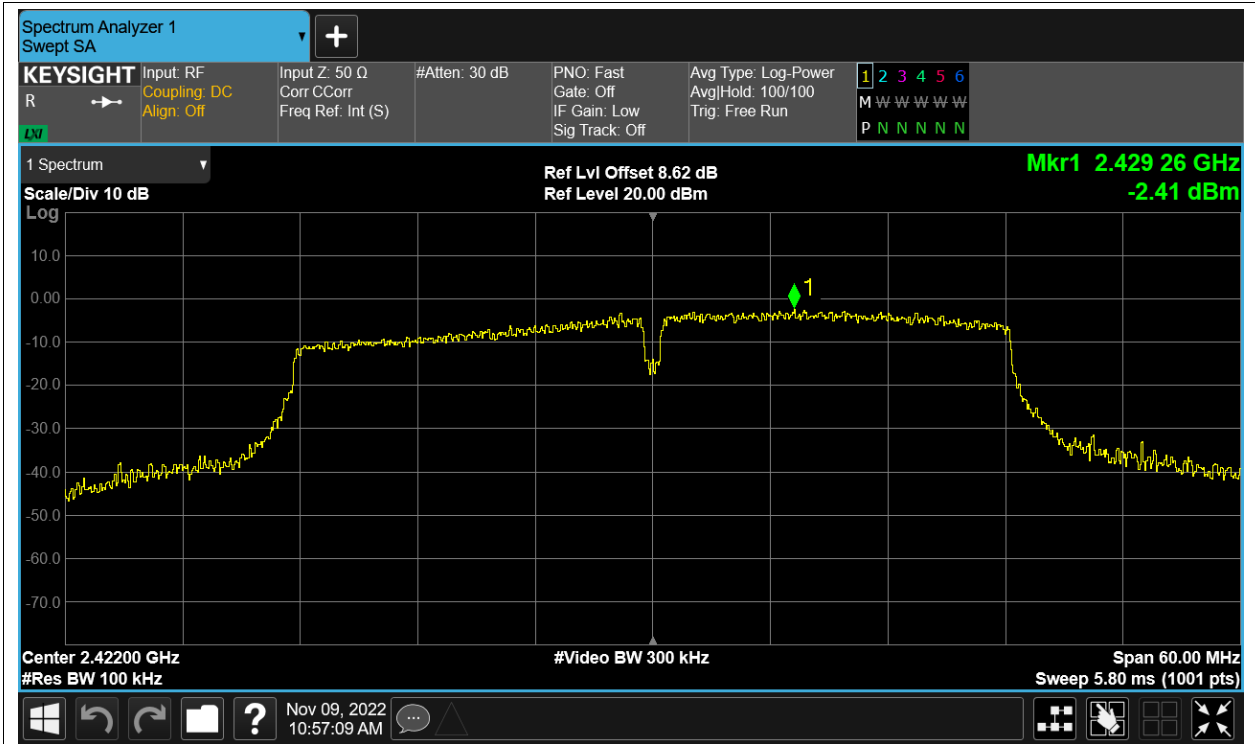 Spectrum Analyzer 1
Swept SA
+
KEYSIGHT
R
LXI
Input: RF
Coupling: DC
Align: Off
Input Z: 50 Ω
Corr CCorr
Freq Ref: Int (S)
#Atten: 30 dB
PNO: Fast
Gate: Off
IF Gain: Low
Sig Track: Off
Avg Type: Log-Power
Avg|Hold: 100/100
Trig: Free Run
1 2 3 4 5 6
M W W W W W
P N N N N N
1 Spectrum
Scale/Div 10 dB
Log
Ref Lvl Offset 8.62 dB
Ref Level 20.00 dBm
Mkr1 2.429 26 GHz
-2.41 dBm
10.0
0.00
-10.0
-20.0
-30.0
-40.0
-50.0
-60.0
-70.0
1
Center 2.42200 GHz
#Res BW 100 kHz
#Video BW 300 kHz
Span 60.00 MHz
Sweep 5.80 ms (1001 pts)
?
Nov 09, 2022
10:57:09 AM